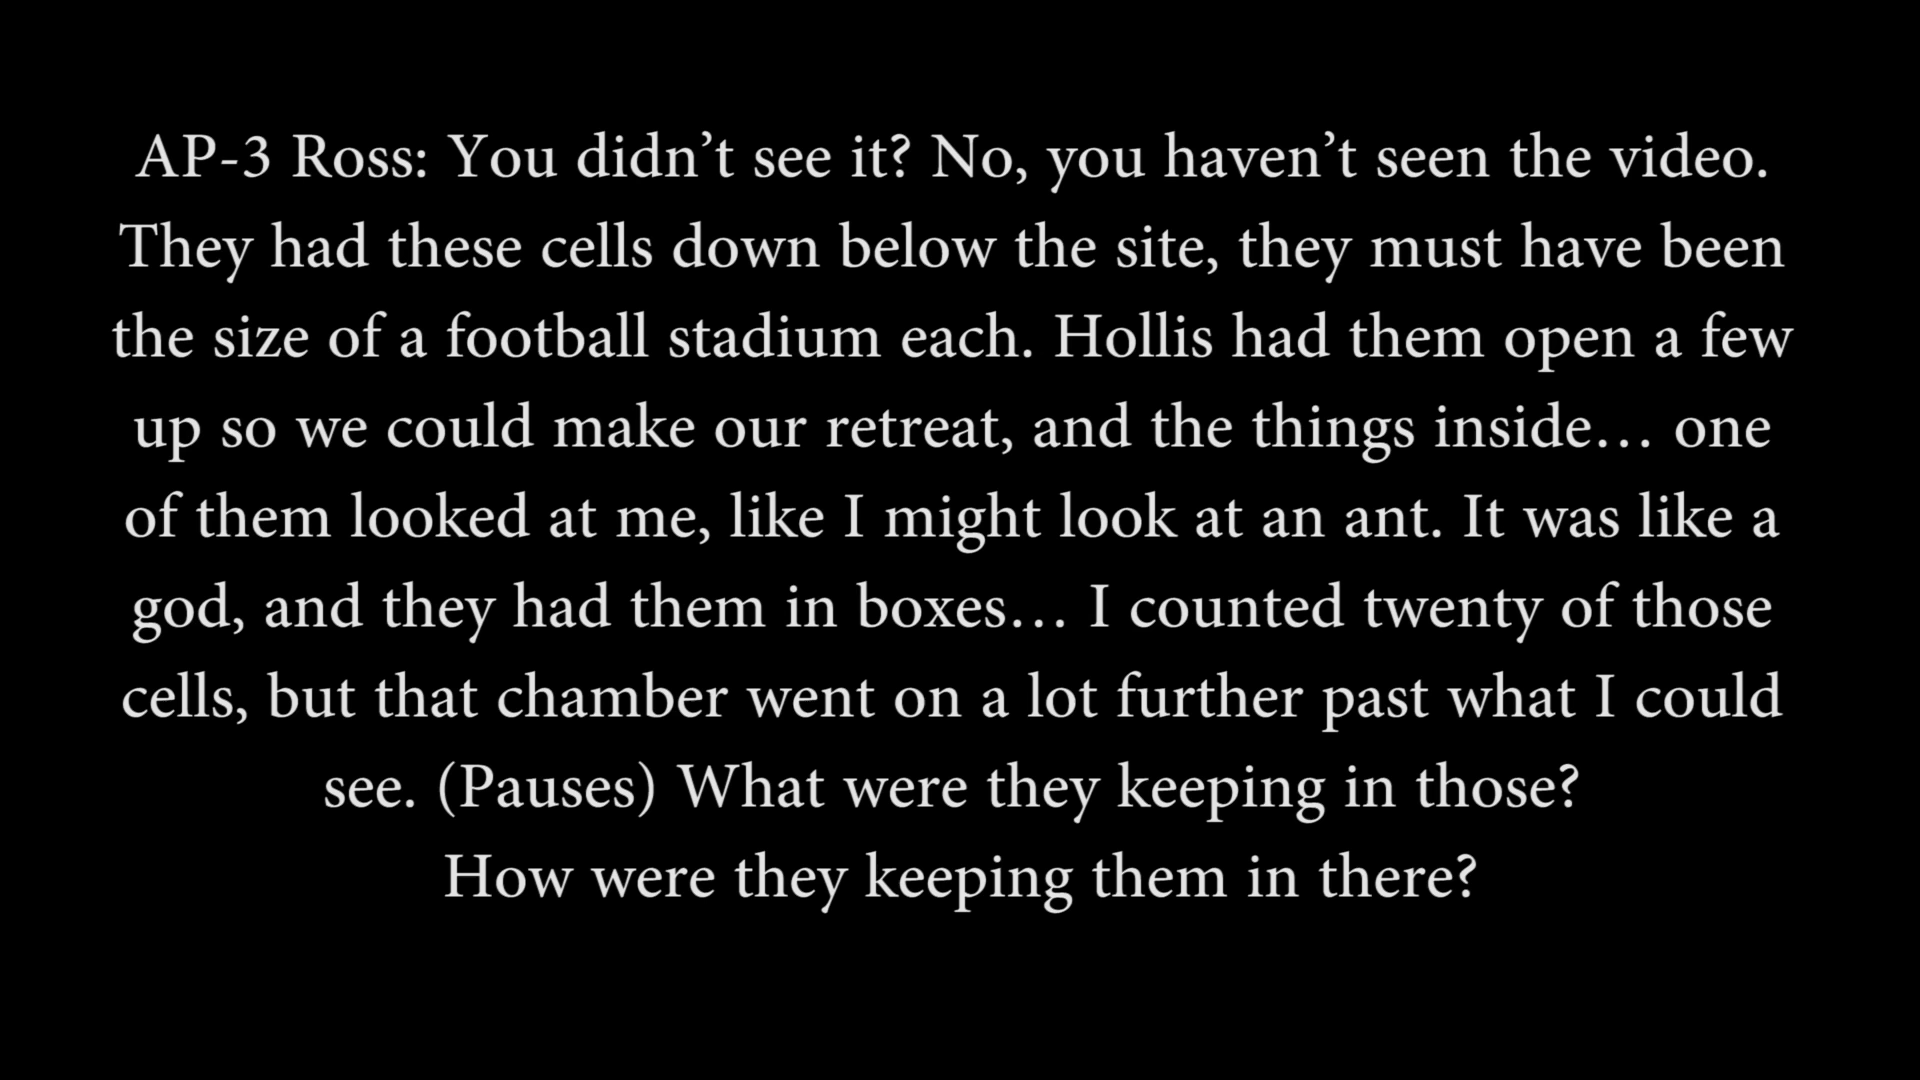 AP-3 Ross: You didn’t see it? No, you haven’t seen the video.
They had these cells down below the site, they must have been
the size of a football stadium each. Hollis had them open a few
up so we could make our retreat, and the things inside… one
of them looked at me, like I might look at an ant. It was like a
god, and they had them in boxes… I counted twenty of those
cells, but that chamber went on a lot further past what I could
see. (Pauses) What were they keeping in those?
How were they keeping them in there?